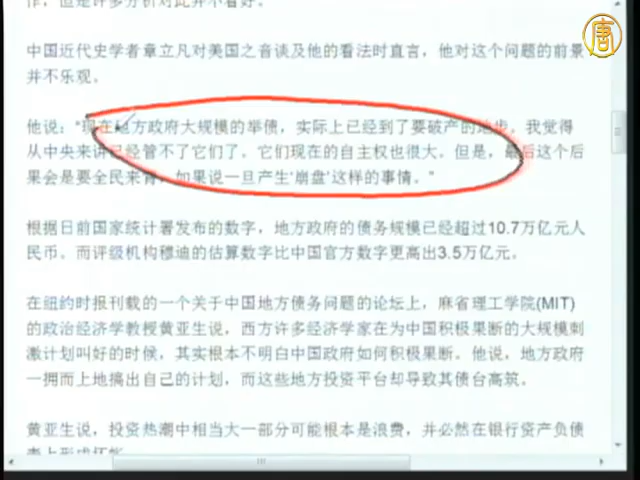 作，但是许多分析对此并不看好。
中国近代史学者章立凡对美国之音谈及他的看法时直言，他对这个问题的前景
并不乐观。
他说：“现在地方政府大规模的举债，实际上已经到了要破产的地步。我觉得
从中央来讲已经管不了它们了。它们现在的自主权也很大。但是，最后这个后
果会是要全民来背，如果说一旦产生‘崩盘’这样的事情。”
根据日前国家统计署发布的数字，地方政府的债务规模已经超过10.7万亿元人
民币。而评级机构穆迪的估算数字比中国官方数字更高出3.5万亿元。
在纽约时报刊载的一个关于中国地方债务问题的论坛上，麻省理工学院(MIT)
的政治经济学教授黄亚生说，西方许多经济学家在为中国积极果断的大规模刺
激计划叫好的时候，其实根本不明白中国政府如何积极果断。他说，地方政府
一拥而上地搞出自己的计划，而这些地方投资平台却导致其债台高筑。
黄亚生说，投资热潮中相当大一部分可能根本是浪费，并必然在银行资产负债
表上形成坏帐
唐